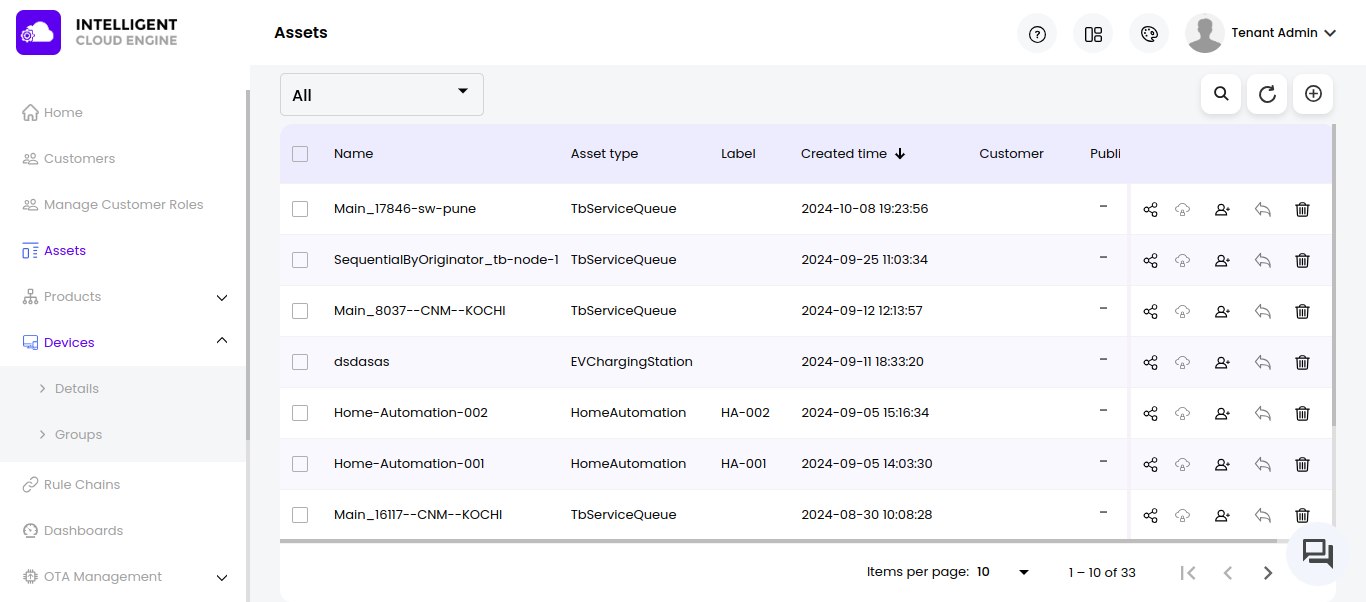 INTELLIGENT
CLOUD ENGINE
Assets
Tenant Admin
Home
Customers
Manage Customer Roles
Assets
Products
Devices
Details
Groups
Rule Chains
Dashboards
OTA Management
All
Name Asset type Label Created time Customer Publi
Main_17846-sw-pune TbServiceQueue 2024-10-08 19:23:56 –
SequentialByOriginator_tb-node-1 TbServiceQueue 2024-09-25 11:03:34 –
Main_8037--CNM--KOCHI TbServiceQueue 2024-09-12 12:13:57 –
dsdasas EVChargingStation 2024-09-11 18:33:20 –
Home-Automation-002 HomeAutomation HA-002 2024-09-05 15:16:34 –
Home-Automation-001 HomeAutomation HA-001 2024-09-05 14:03:30 –
Main_16117--CNM--KOCHI TbServiceQueue 2024-08-30 10:08:28 –
Items per page: 10 1 – 10 of 33